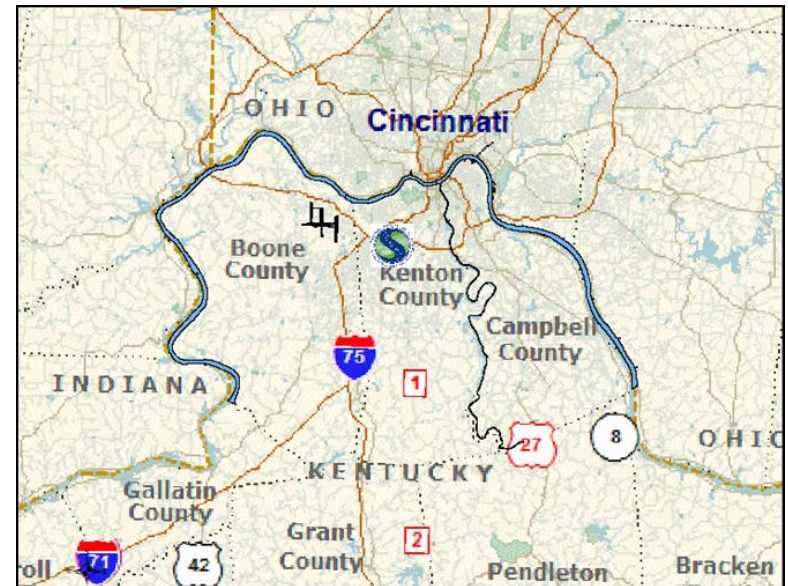 OHIO
Cincinnati
Boone
County
Kenton
County
Campbell
County
75
1
INDIANA
27
8
OHIO
KENTUCKY
Gallatin
County
Grant
County
2
71
42
Pendleton
Bracken